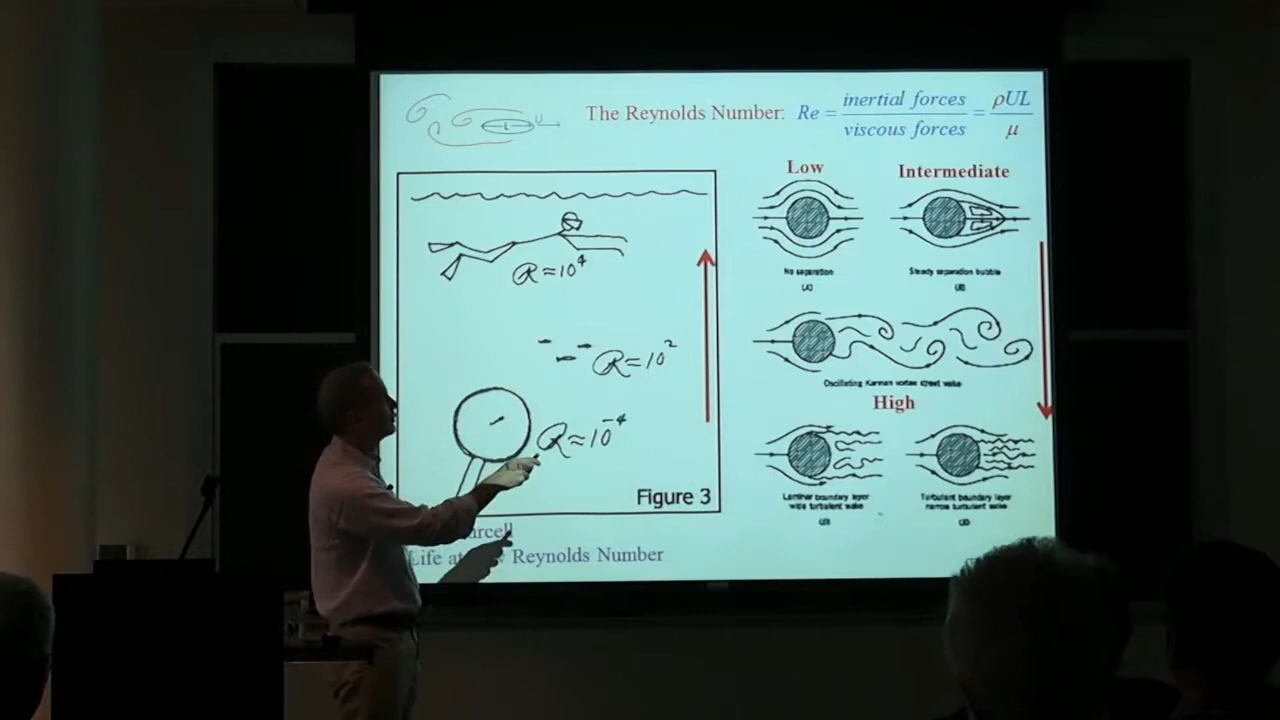 The Reynolds Number: Re = inertial forces / viscous forces = ρUL / μ
L U
Low
Intermediate
No separation
(A)
Steady separation bubble
(B)
R ≈ 10⁴
R ≈ 10²
R ≈ 10⁻⁴
Figure 3
Oscillating Karman vortex street wake
High
Laminar boundary layer
wide turbulent wake
(D)
Turbulent boundary layer
narrow turbulent wake
Life at Reynolds Number